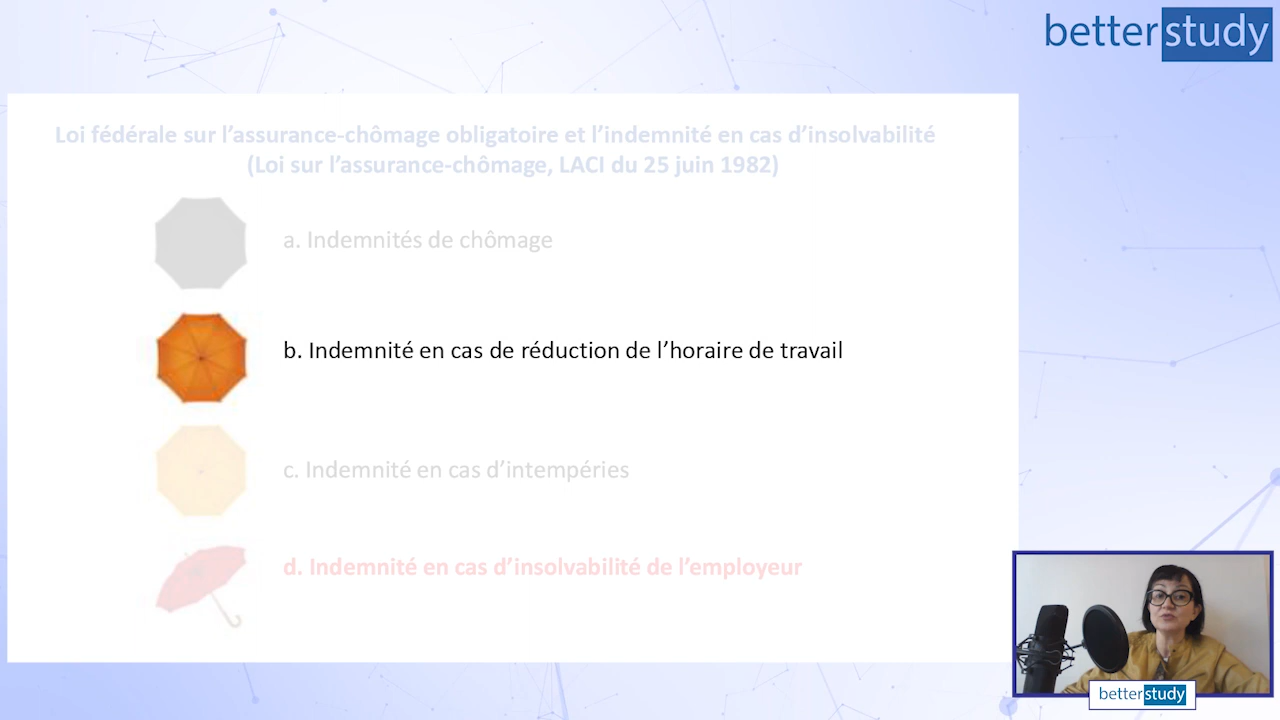 betterstudy
Loi fédérale sur l’assurance-chômage obligatoire et l’indemnité en cas d’insolvabilité
(Loi sur l’assurance-chômage, LACI du 25 juin 1982)
a. Indemnités de chômage
b. Indemnité en cas de réduction de l’horaire de travail
c. Indemnité en cas d’intempéries
d. Indemnité en cas d’insolvabilité de l’employeur
betterstudy